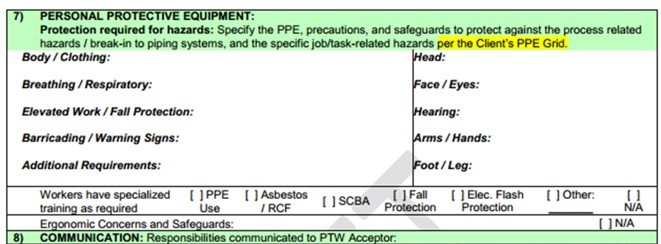 7) PERSONAL PROTECTIVE EQUIPMENT:
Protection required for hazards: Specify the PPE, precautions, and safeguards to protect against the process related
hazards / break-in to piping systems, and the specific job/task-related hazards per the Client's PPE Grid.
Body / Clothing: Head:
Breathing / Respiratory: Face / Eyes:
Elevated Work / Fall Protection: Hearing:
Barricading / Warning Signs: Arms / Hands:
Additional Requirements: Foot / Leg:
Workers have specialized [ ] PPE [ ] Asbestos [ ] SCBA [ ] Fall [ ] Elec. Flash [ ] Other: [ ]
training as required Use / RCF Protection Protection ______ N/A
Ergonomic Concerns and Safeguards: [ ] N/A
8) COMMUNICATION: Responsibilities communicated to PTW Acceptor: